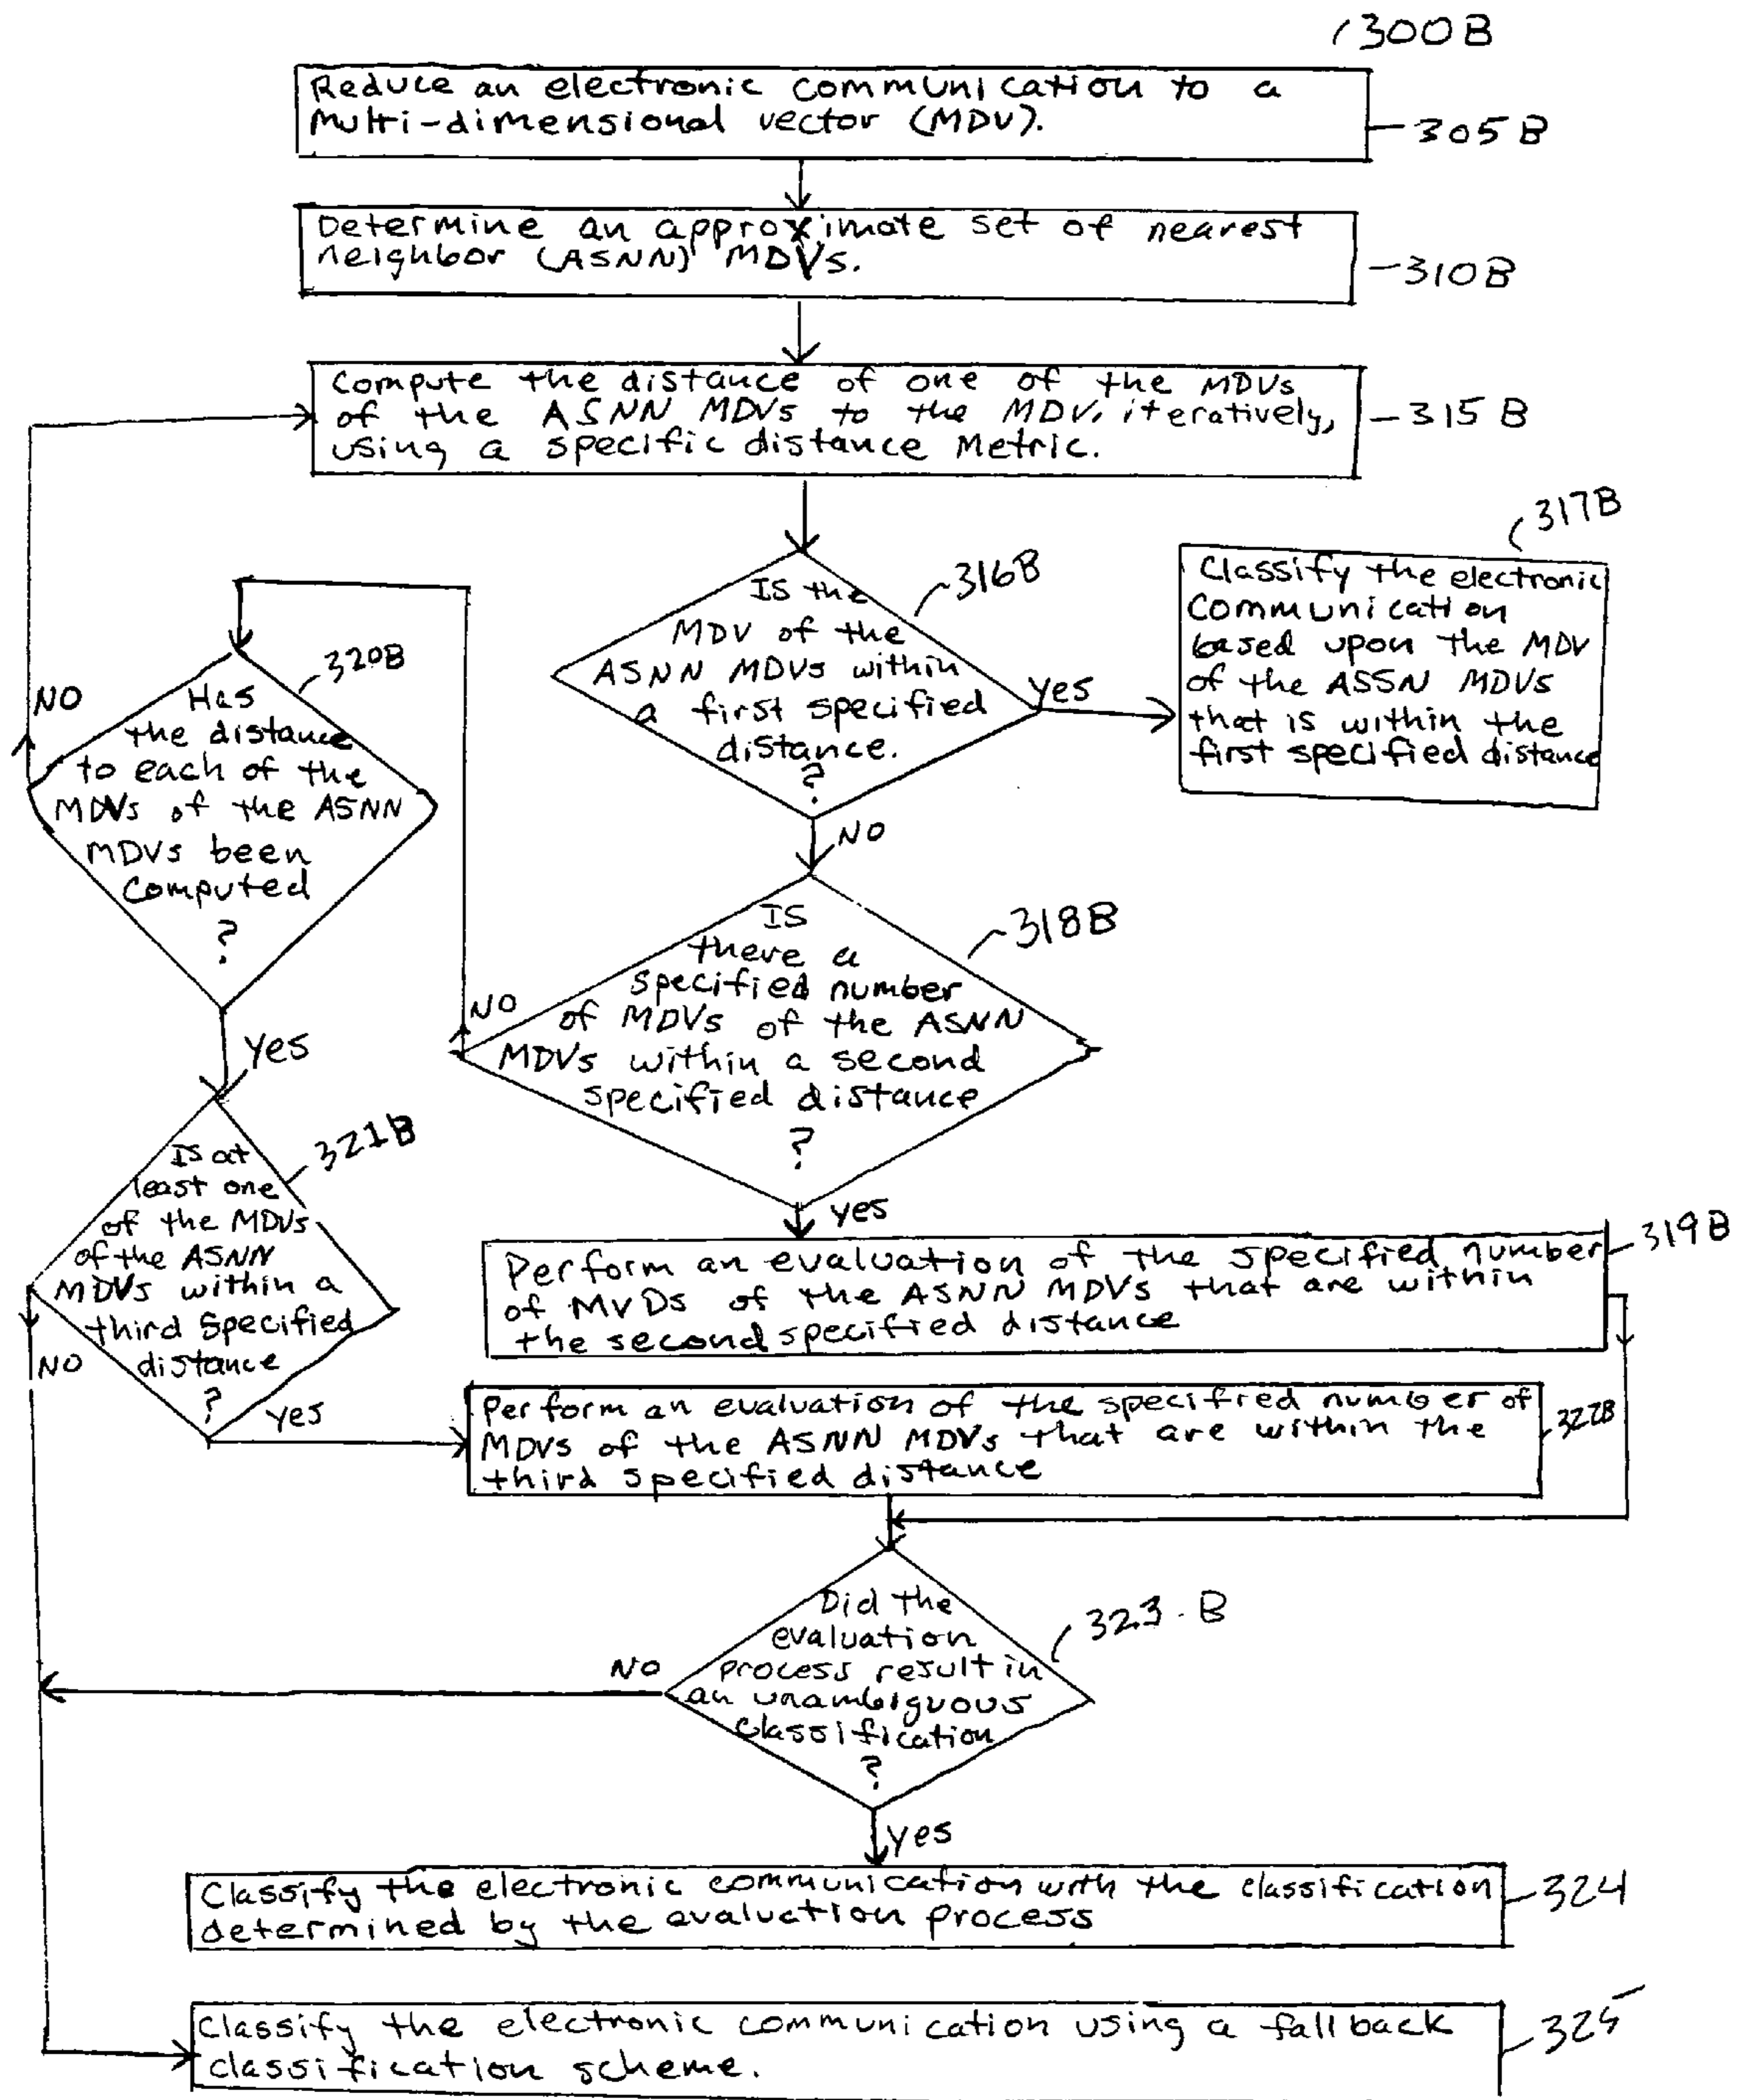 300B
Reduce an electronic communication to a
multi-dimensional vector (MDV).
305B
Determine an approximate set of nearest
neighbor (ASNN) MDVs.
310B
Compute the distance of one of the MDVs
of the ASNN MDVs to the MDV, iteratively,
using a specific distance Metric.
315B
316B
Is the
MDV of the
ASNN MDVs within
a first specified
distance.
?
yes
NO
317B
Classify the electronic
Communication
based upon the MDV
of the ASSN MDVs
that is within the
first specified distance
320B
NO
Has
the distance
to each of the
MDVs of the ASNN
MDVs been
Computed
?
yes
318B
Is
there a
specified number
of MDVs of the ASNN
MDVs within a second
specified distance
?
NO
yes
321B
Is at
least one
of the MDVs
of the ASNN
MDVs within a
third Specified
distance
?
NO
yes
Perform an evaluation of the specified number
of MVDs of the ASNN MDVs that are within
the second specified distance
319B
Perform an evaluation of the specified number of
MDVs of the ASNN MDVs that are within the
third specified distance
322B
Did the
evaluation
process result in
an unambiguous
classification
?
323-B
NO
yes
Classify the electronic communication with the classification
determined by the evaluation process
324
Classify the electronic communication using a fallback
classification scheme.
325